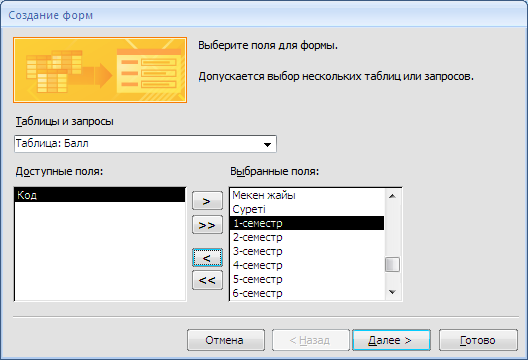 Создание форм
Выберите поля для формы.
Допускается выбор нескольких таблиц или запросов.
Таблицы и запросы
Таблица: Балл
Доступные поля:
Выбранные поля:
Код
>
>>
<
<<
Мекен жайы
Суреті
1-семестр
2-семестр
3-семестр
4-семестр
5-семестр
6-семестр
Отмена
< Назад
Далее >
Готово